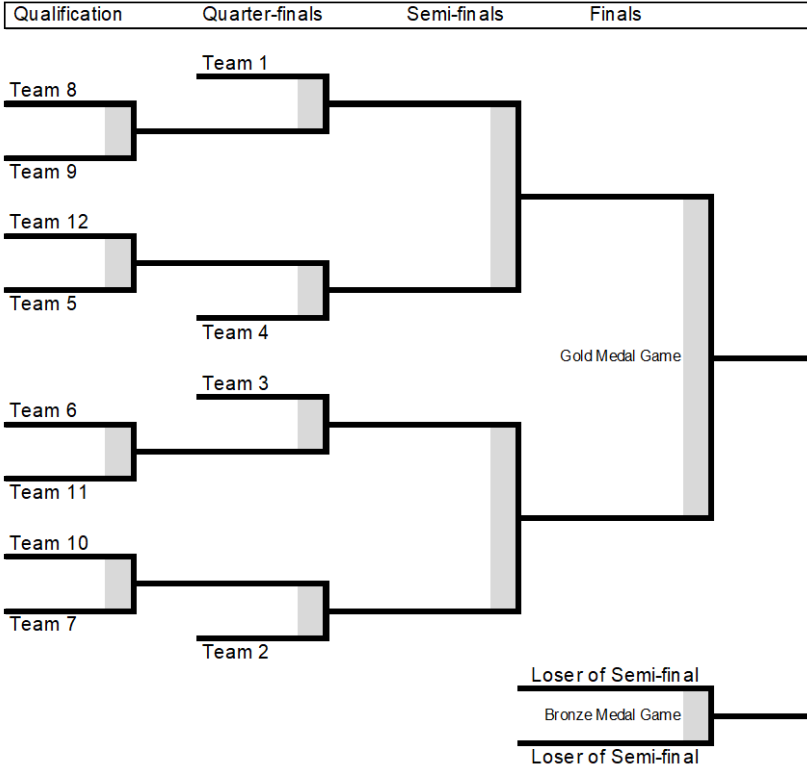 Qualification Quarter-finals Semi-finals Finals
Team 1
Team 8
Team 9
Team 12
Team 5
Team 4
Gold Medal Game
Team 3
Team 6
Team 11
Team 10
Team 7
Team 2
Loser of Semi-final
Bronze Medal Game
Loser of Semi-final